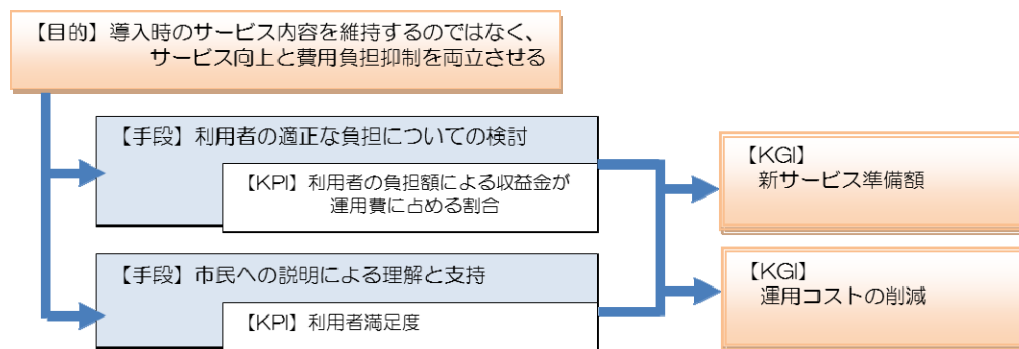 【目的】導入時のサービス内容を維持するのではなく、
サービス向上と費用負担抑制を両立させる
【手段】利用者の適正な負担についての検討
【KPI】利用者の負担額による収益金が
運用費に占める割合
【手段】市民への説明による理解と支持
【KPI】利用者満足度
【KGI】
新サービス準備額
【KGI】
運用コストの削減